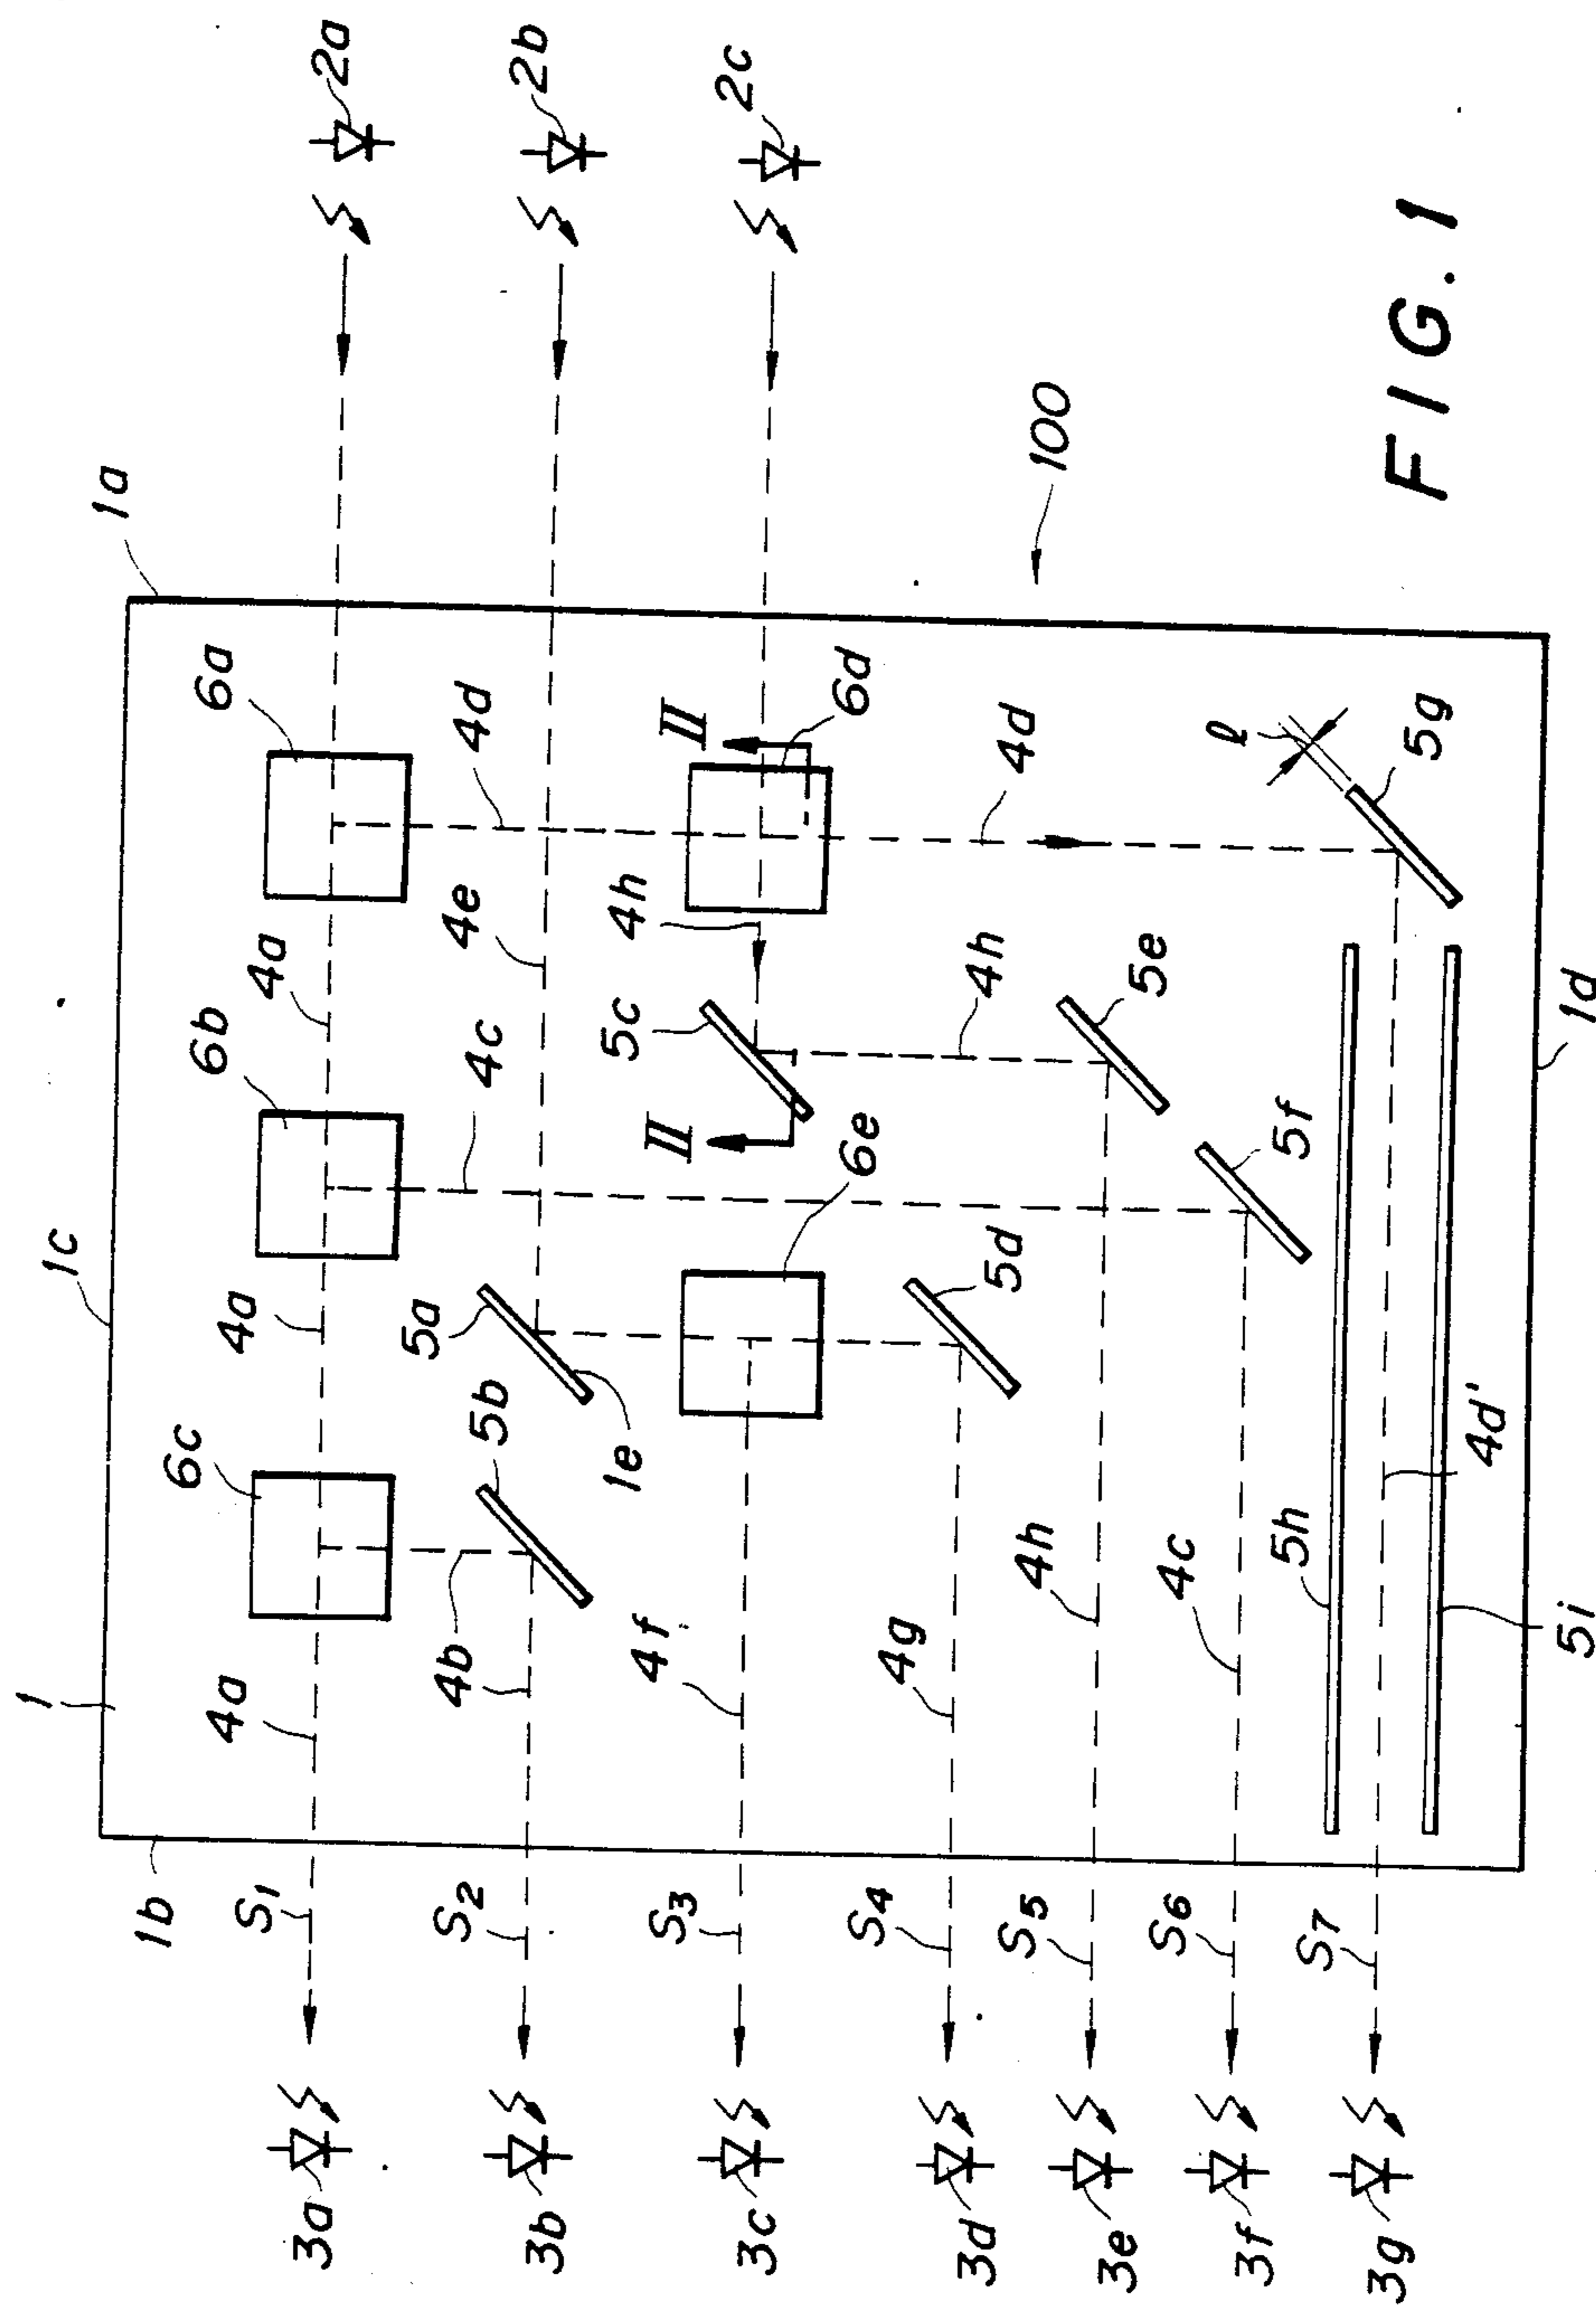 2a
2b
2c
1a
100
FIG. 1
6a
4d
II
6d
4d
l
5g
4a
4e
4h
6b
4c
5c
4h
5e
1d
II
6e
5f
1c
4a
5a
5d
6c
5b
1e
4d'
5h
4h
4c
5i
1
4a
4b
4f
4g
1b
S1
S2
S3
S4
S5
S6
S7
3a
3b
3c
3d
3e
3f
3g